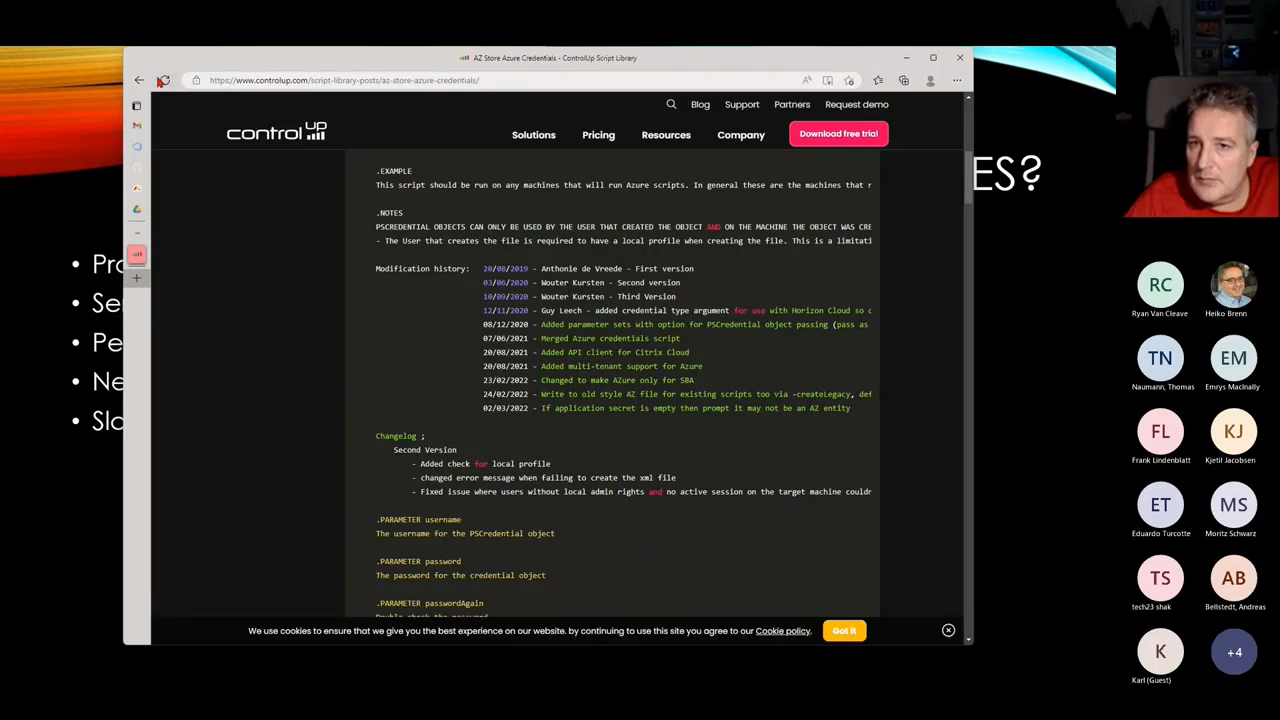 AZ Store Azure Credentials - ControlUp Script Library
https://www.controlup.com/script-library-posts/az-store-azure-credentials/
Blog
Support
Partners
Request demo
control up
Solutions
Pricing
Resources
Company
Download free trial
ES?
.EXAMPLE
This script should be run on any machines that will run Azure scripts. In general these are the machines that r
.NOTES
PSCREDENTIAL OBJECTS CAN ONLY BE USED BY THE USER THAT CREATED THE OBJECT AND ON THE MACHINE THE OBJECT WAS CRE
- The User that creates the file is required to have a local profile when creating the file. This is a limitati
Modification history: 20/08/2019 - Anthonie de Vreede - First version
03/06/2020 - Wouter Kursten - Second version
10/09/2020 - Wouter Kursten - Third Version
12/11/2020 - Guy Leech - added credential type argument for use with Horizon Cloud so c
08/12/2020 - Added parameter sets with option for PSCredential object passing (pass as
07/06/2021 - Merged Azure credentials script
20/08/2021 - Added API client for Citrix Cloud
20/08/2021 - Added multi-tenant support for Azure
23/02/2022 - Changed to make AZure only for SBA
24/02/2022 - Write to old style AZ file for existing scripts too via -createLegacy, def
02/03/2022 - If application secret is empty then prompt it may not be an AZ entity
Changelog ;
Second Version
- Added check for local profile
- changed error message when failing to create the xml file
- Fixed issue where users without local admin rights and no active session on the target machine couldn
.PARAMETER username
The username for the PSCredential object
.PARAMETER password
The password for the credential object
.PARAMETER passwordAgain
Double check the password
We use cookies to ensure that we give you the best experience on our website. by continuing to use this site you agree to our Cookie policy.
Got it
• Pro
• Ser
• Pe
• Ne
• Slo
+4
RC
Ryan Van Cleave
Heiko Brenn
TN
Naumann, Thomas
EM
Emrys MacInally
FL
Frank Lindenblatt
KJ
Kjetil Jacobsen
ET
Eduardo Turcotte
MS
Moritz Schwarz
TS
tech23 shak
AB
Bellstedt, Andreas
K
Karl (Guest)
+4